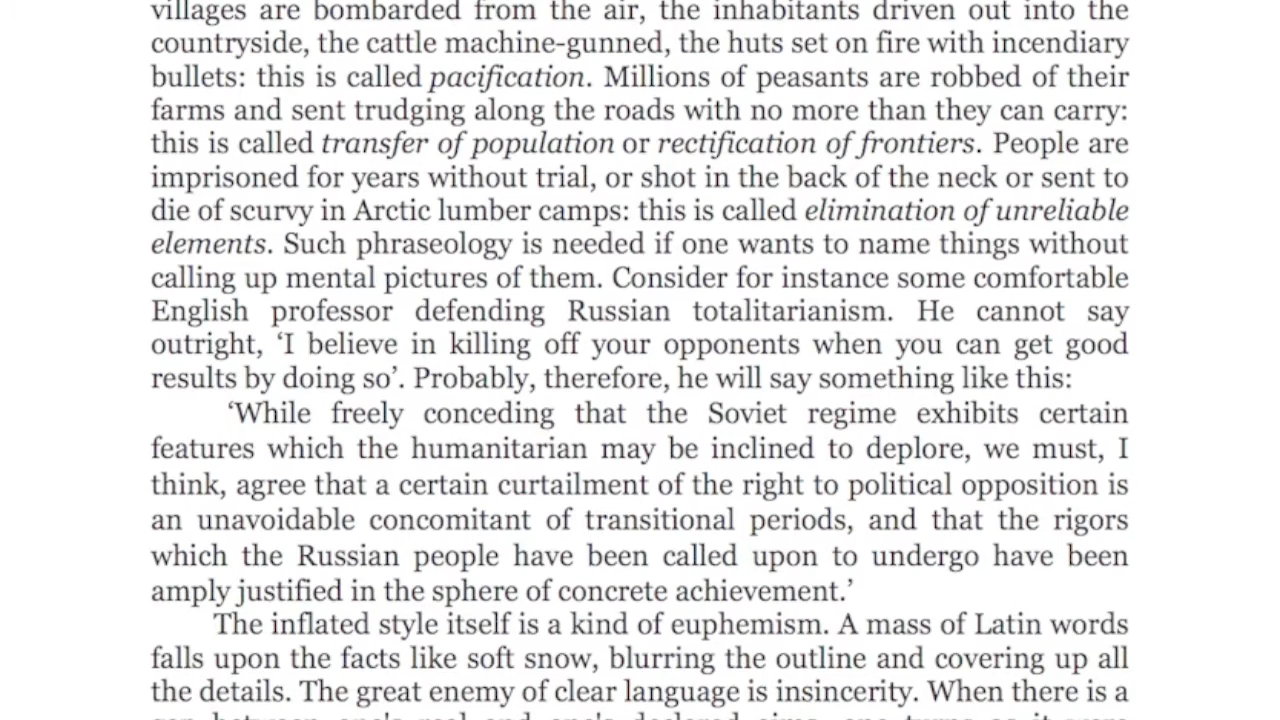 villages are bombarded from the air, the inhabitants driven out into the
countryside, the cattle machine-gunned, the huts set on fire with incendiary
bullets: this is called pacification. Millions of peasants are robbed of their
farms and sent trudging along the roads with no more than they can carry:
this is called transfer of population or rectification of frontiers. People are
imprisoned for years without trial, or shot in the back of the neck or sent to
die of scurvy in Arctic lumber camps: this is called elimination of unreliable
elements. Such phraseology is needed if one wants to name things without
calling up mental pictures of them. Consider for instance some comfortable
English professor defending Russian totalitarianism. He cannot say
outright, ‘I believe in killing off your opponents when you can get good
results by doing so’. Probably, therefore, he will say something like this:
‘While freely conceding that the Soviet regime exhibits certain
features which the humanitarian may be inclined to deplore, we must, I
think, agree that a certain curtailment of the right to political opposition is
an unavoidable concomitant of transitional periods, and that the rigors
which the Russian people have been called upon to undergo have been
amply justified in the sphere of concrete achievement.’
The inflated style itself is a kind of euphemism. A mass of Latin words
falls upon the facts like soft snow, blurring the outline and covering up all
the details. The great enemy of clear language is insincerity. When there is a